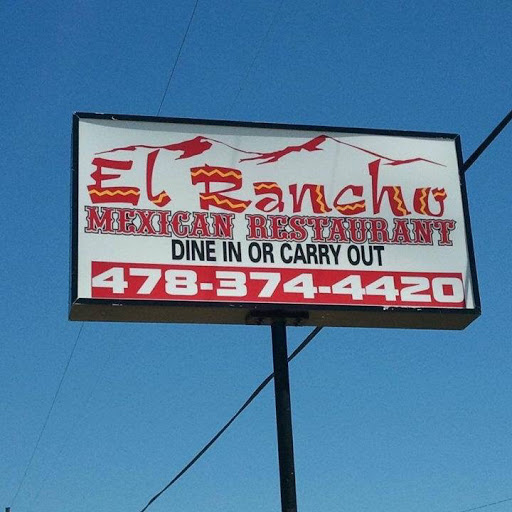 El Rancho
MEXICAN RESTAURANT
DINE IN OR CARRY OUT
478-374-4420